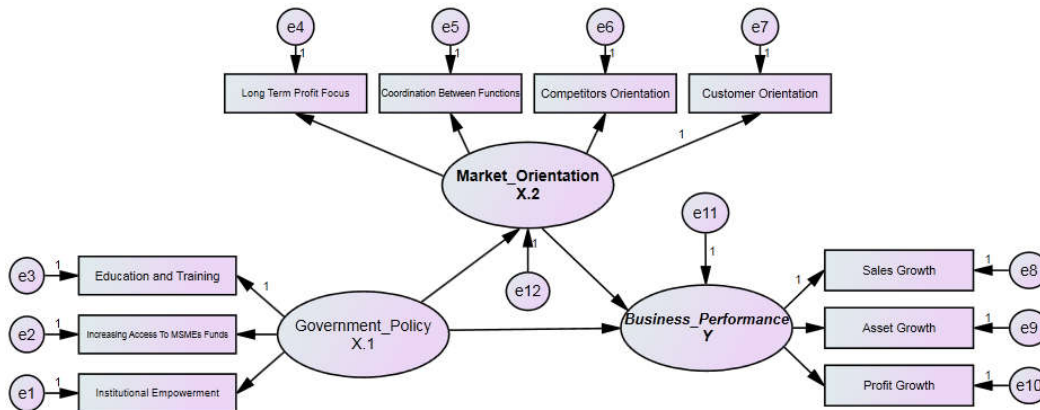 e4
e5
e6
e7
1
1
1
1
Long Term Profit Focus
Coordination Between Functions
Competitors Orientation
Customer Orientation
1
Market_Orientation
X.2
e11
1
e12
1
e3
1
Education and Training
1
e2
1
Increasing Access To MSMEs Funds
e1
1
Institutional Empowerment
Government_Policy
X.1
Business_Performance
Y
1
Sales Growth
1
e8
Asset Growth
1
e9
Profit Growth
1
e10